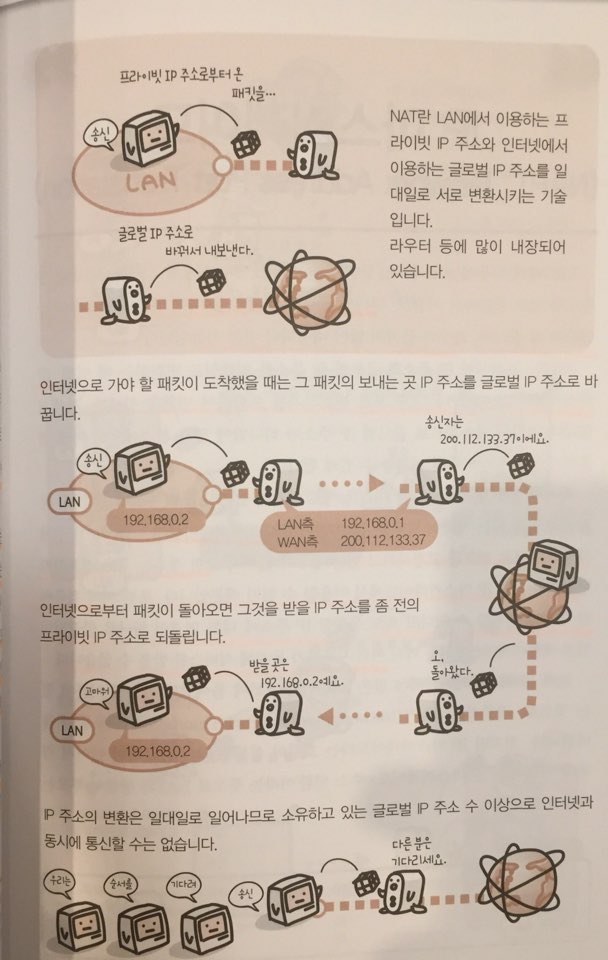 프라이빗 IP 주소로부터 온
패킷을...
송신
LAN
NAT란 LAN에서 이용하는 프
라이빗 IP 주소와 인터넷에서
이용하는 글로벌 IP 주소를 일
대일로 서로 변환시키는 기술
입니다.
라우터 등에 많이 내장되어
있습니다.
글로벌 IP 주소로
바꿔서 내보낸다.
인터넷으로 가야 할 패킷이 도착했을 때는 그 패킷의 보내는 곳 IP 주소를 글로벌 IP 주소로 바
꿉니다.
송신
LAN
192.168.0.2
송신자는
200.112.133.37이에요.
LAN측 192.168.0.1
WAN측 200.112.133.37
인터넷으로부터 패킷이 돌아오면 그것을 받을 IP 주소를 좀 전의
프라이빗 IP 주소로 되돌립니다.
고마워
LAN
192.168.0.2
받을 곳은
192.168.0.2예요.
오,
돌아왔다.
IP 주소의 변환은 일대일로 일어나므로 소유하고 있는 글로벌 IP 주소 수 이상으로 인터넷과
동시에 통신할 수는 없습니다.
우리는
순서를
기다려
송신
다른 분은
기다리세요.